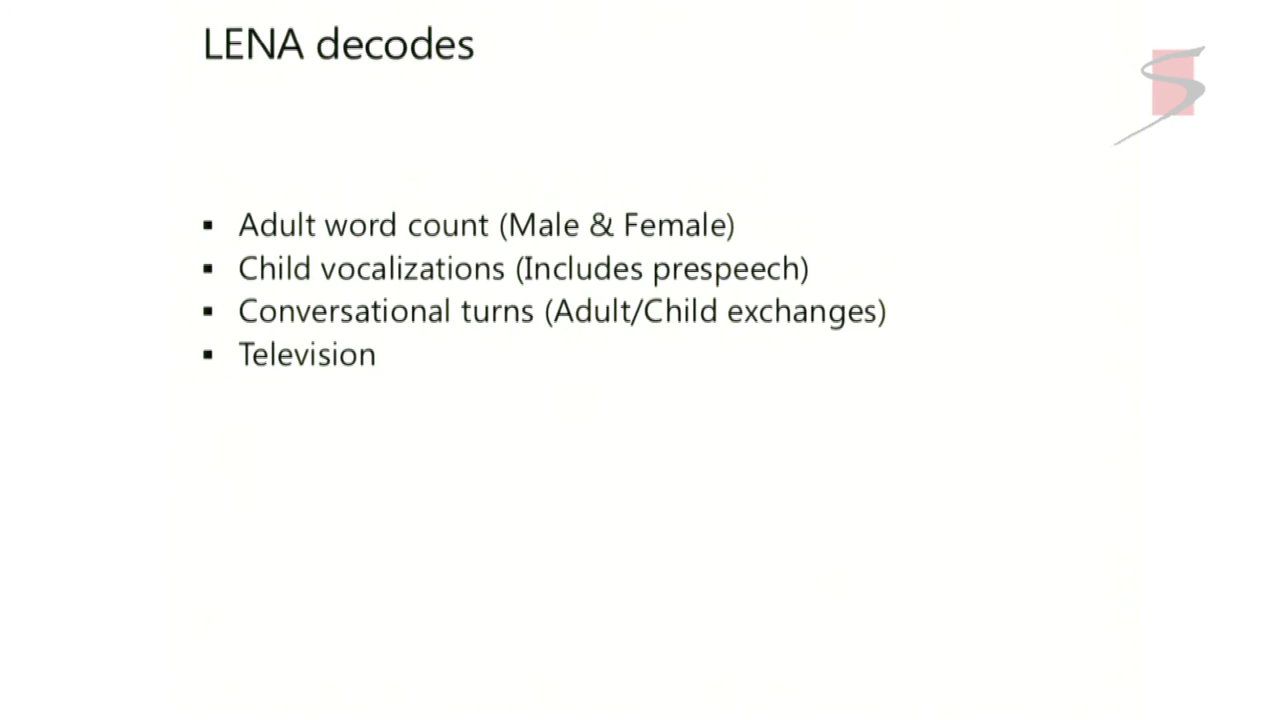 LENA decodes
▪ Adult word count (Male & Female)
▪ Child vocalizations (Includes prespeech)
▪ Conversational turns (Adult/Child exchanges)
▪ Television